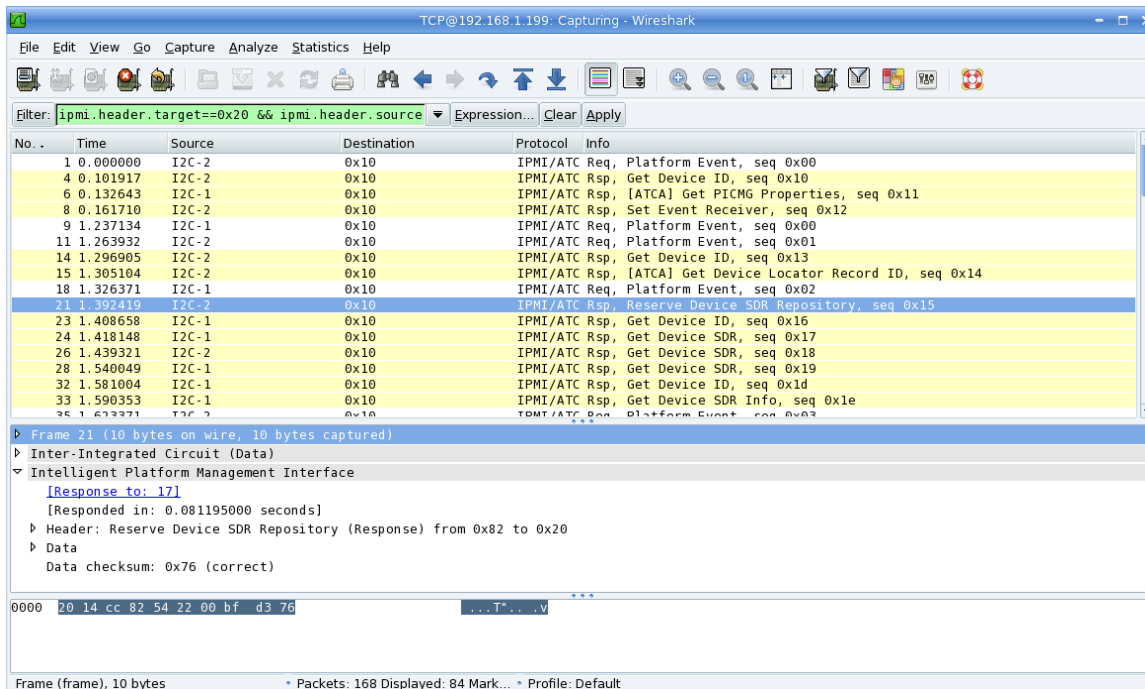 TCP@192.168.1.199: Capturing - Wireshark
File Edit View Go Capture Analyze Statistics Help
Filter: ipmi.header.target==0x20 && ipmi.header.source Expression... Clear Apply
No. . Time Source Destination Protocol Info
1 0.000000 I2C-2 0x10 IPMI/ATC Req, Platform Event, seq 0x00
4 0.101917 I2C-2 0x10 IPMI/ATC Rsp, Get Device ID, seq 0x10
6 0.132643 I2C-1 0x10 IPMI/ATC Rsp, [ATCA] Get PICMG Properties, seq 0x11
8 0.161710 I2C-2 0x10 IPMI/ATC Rsp, Set Event Receiver, seq 0x12
9 1.237134 I2C-1 0x10 IPMI/ATC Req, Platform Event, seq 0x00
11 1.263932 I2C-2 0x10 IPMI/ATC Req, Platform Event, seq 0x01
14 1.296905 I2C-2 0x10 IPMI/ATC Rsp, Get Device ID, seq 0x13
15 1.305104 I2C-2 0x10 IPMI/ATC Rsp, [ATCA] Get Device Locator Record ID, seq 0x14
18 1.326371 I2C-1 0x10 IPMI/ATC Req, Platform Event, seq 0x02
21 1.392419 I2C-2 0x10 IPMI/ATC Rsp, Reserve Device SDR Repository, seq 0x15
23 1.408658 I2C-1 0x10 IPMI/ATC Rsp, Get Device ID, seq 0x16
24 1.418148 I2C-1 0x10 IPMI/ATC Rsp, Get Device SDR, seq 0x17
26 1.439321 I2C-2 0x10 IPMI/ATC Rsp, Get Device SDR, seq 0x18
28 1.540049 I2C-1 0x10 IPMI/ATC Rsp, Get Device SDR, seq 0x19
32 1.581004 I2C-1 0x10 IPMI/ATC Rsp, Get Device ID, seq 0x1d
33 1.590353 I2C-1 0x10 IPMI/ATC Rsp, Get Device SDR Info, seq 0x1e
35 1.623371 I2C-2 0x10 IPMI/ATC Req, Platform Event, seq 0x03
Frame 21 (10 bytes on wire, 10 bytes captured)
Inter-Integrated Circuit (Data)
Intelligent Platform Management Interface
[Response to: 17]
[Responded in: 0.081195000 seconds]
Header: Reserve Device SDR Repository (Response) from 0x82 to 0x20
Data
Data checksum: 0x76 (correct)
0000 20 14 cc 82 54 22 00 bf d3 76 ...T".. .v
Frame (frame), 10 bytes Packets: 168 Displayed: 84 Mark... Profile: Default